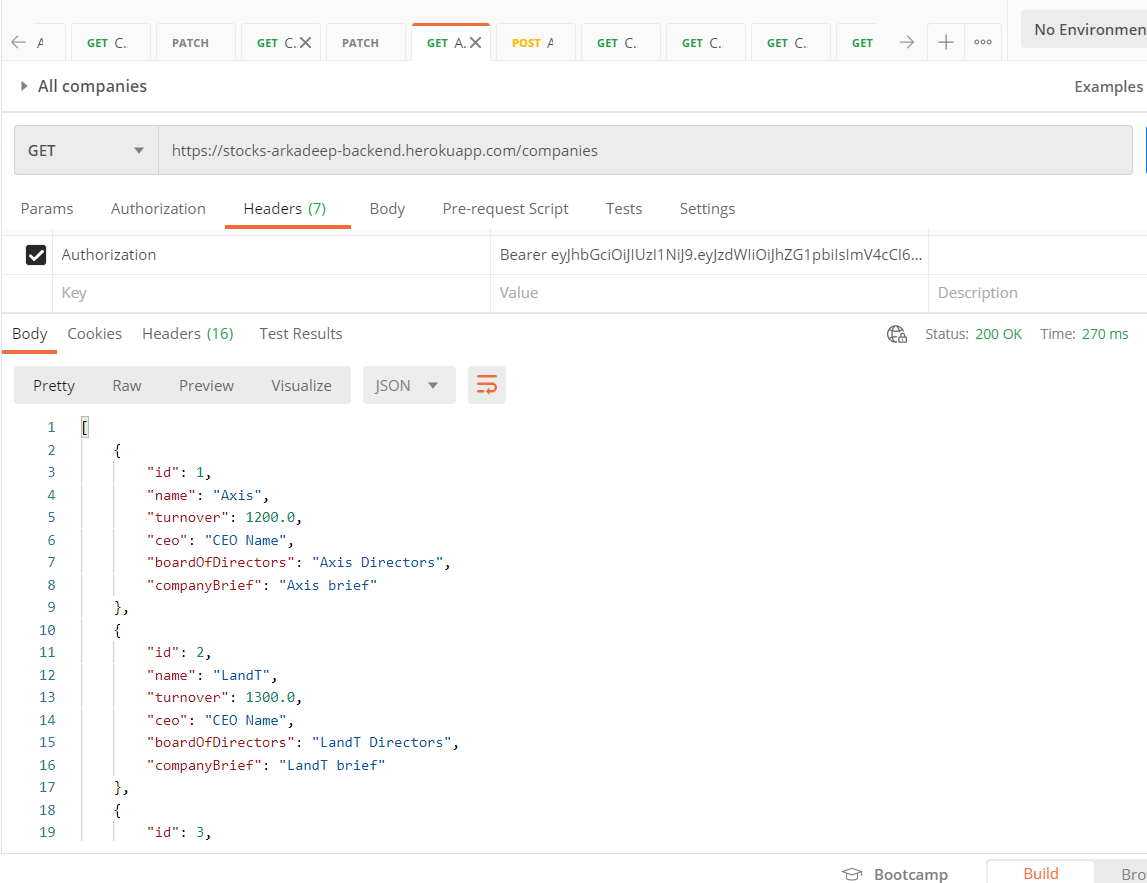 A GET C. PATCH GET C. PATCH GET A. POST A GET C. GET C. GET C. GET No Environmen
All companies Examples
GET https://stocks-arkadeep-backend.herokuapp.com/companies
Params Authorization Headers (7) Body Pre-request Script Tests Settings
Authorization Bearer eyJhbGciOiJIUzI1NiJ9.eyJzdWIiOiJhZG1pbiIsImV4cCI6...
Key Value Description
Body Cookies Headers (16) Test Results Status: 200 OK Time: 270 ms
Pretty Raw Preview Visualize JSON
1 [
2 {
3 "id": 1,
4 "name": "Axis",
5 "turnover": 1200.0,
6 "ceo": "CEO Name",
7 "boardOfDirectors": "Axis Directors",
8 "companyBrief": "Axis brief"
9 },
10 {
11 "id": 2,
12 "name": "LandT",
13 "turnover": 1300.0,
14 "ceo": "CEO Name",
15 "boardOfDirectors": "LandT Directors",
16 "companyBrief": "LandT brief"
17 },
18 {
19 "id": 3,
Bootcamp Build Bro